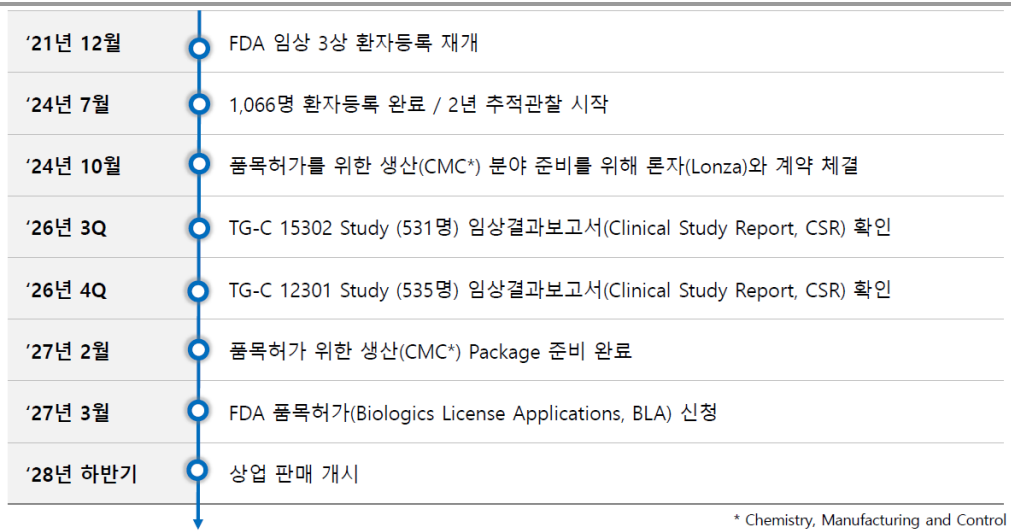 ‘21년 12월 FDA 임상 3상 환자등록 재개
‘24년 7월 1,066명 환자등록 완료 / 2년 추적관찰 시작
‘24년 10월 품목허가를 위한 생산(CMC*) 분야 준비를 위해 론자(Lonza)와 계약 체결
‘26년 3Q TG-C 15302 Study (531명) 임상결과보고서(Clinical Study Report, CSR) 확인
‘26년 4Q TG-C 12301 Study (535명) 임상결과보고서(Clinical Study Report, CSR) 확인
‘27년 2월 품목허가 위한 생산(CMC*) Package 준비 완료
‘27년 3월 FDA 품목허가(Biologics License Applications, BLA) 신청
‘28년 하반기 상업 판매 개시
* Chemistry, Manufacturing and Control